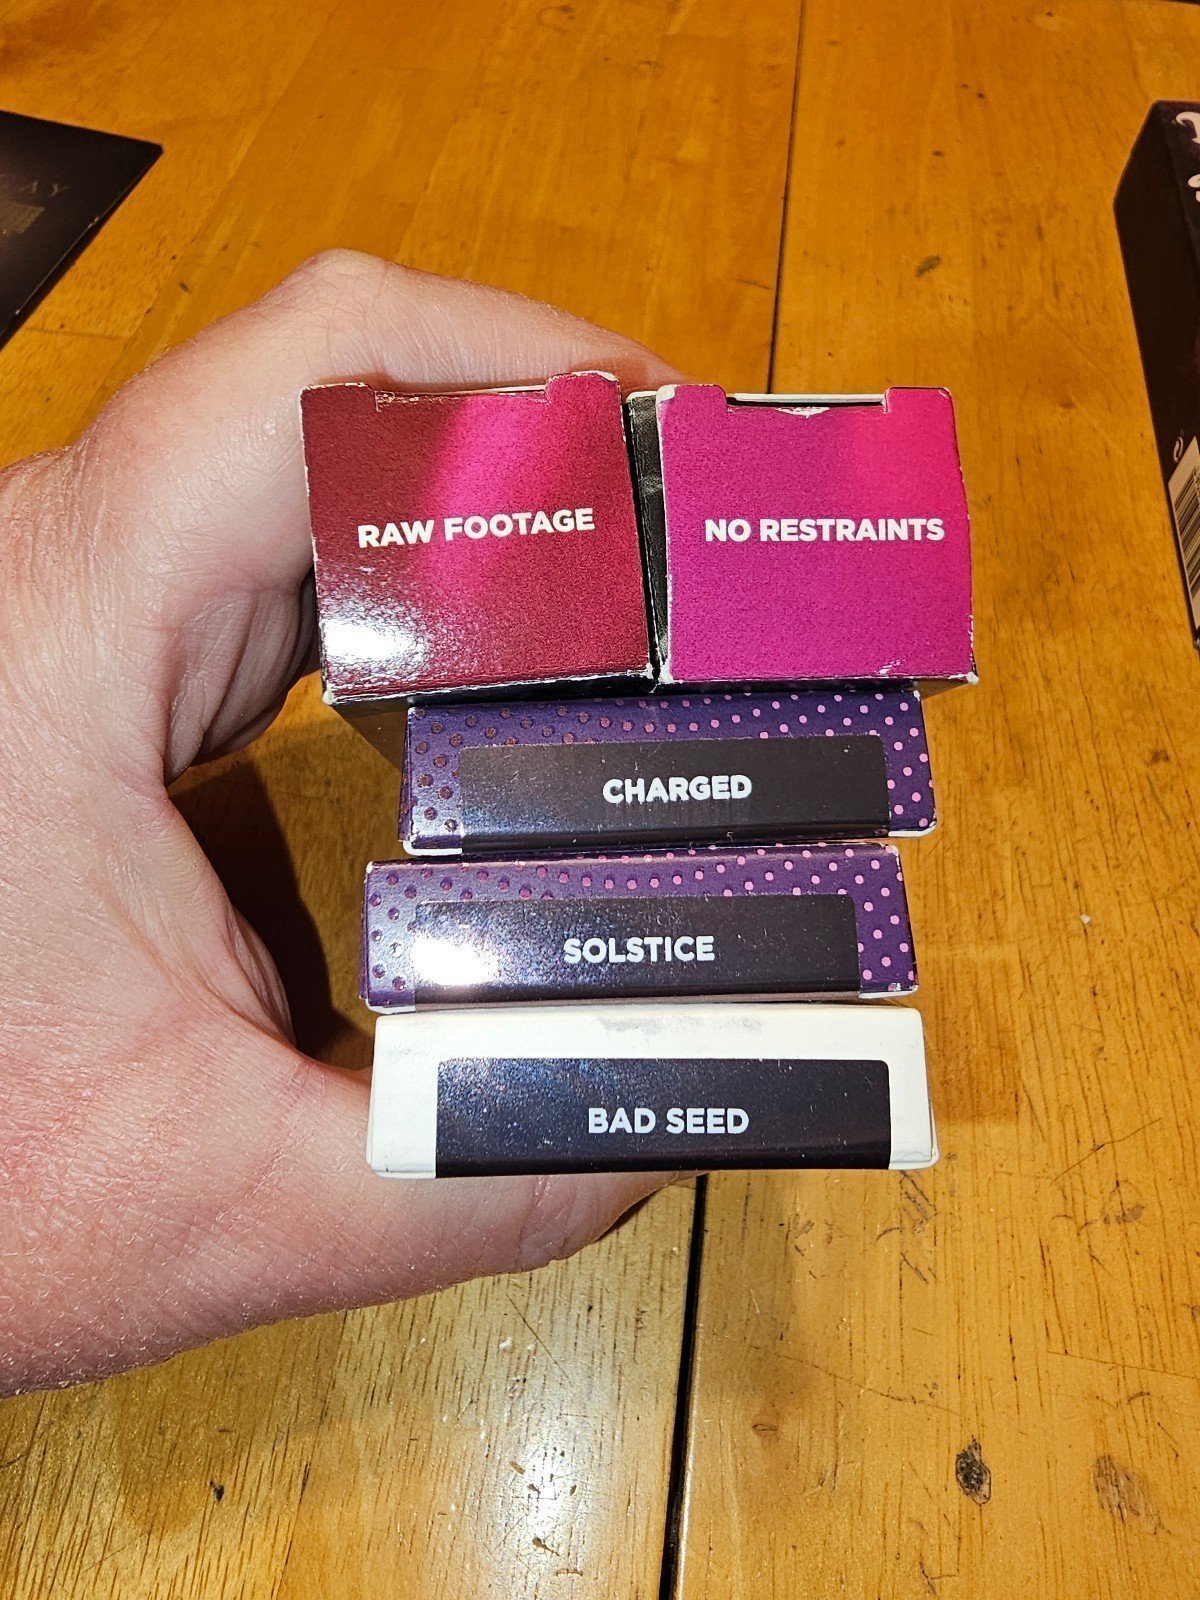 RAW FOOTAGE
NO RESTRAINTS
CHARGED
SOLSTICE
BAD SEED